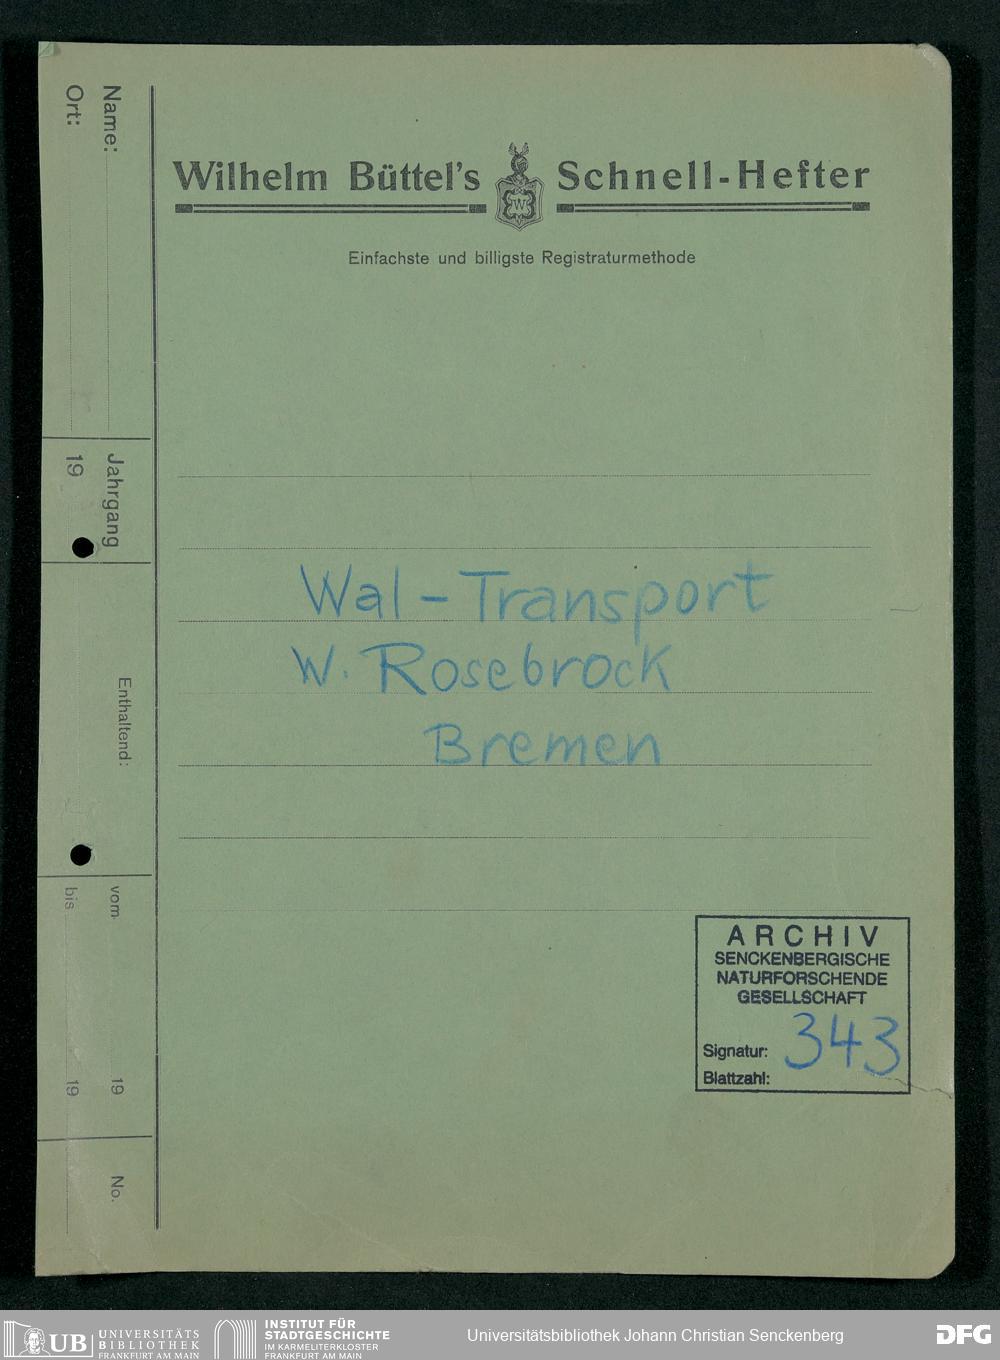 Wilhelm Büttel's Schnell-Hefter
W
Einfachste und billigste Registraturmethode
Name:
Ort:
Jahrgang
19
Enthaltend:
vom 19
bis 19
No.
Wal-Transport
W. Rosebrock
Bremen
ARCHIV
SENCKENBERGISCHE
NATURFORSCHENDE
GESELLSCHAFT
Signatur: 343
Blattzahl:
UB UNIVERSITÄTS
BIBLIOTHEK
FRANKFURT AM MAIN
INSTITUT FÜR
STADTGESCHICHTE
IM KARMELITERKLOSTER
FRANKFURT AM MAIN
Universitätsbibliothek Johann Christian Senckenberg
DFG